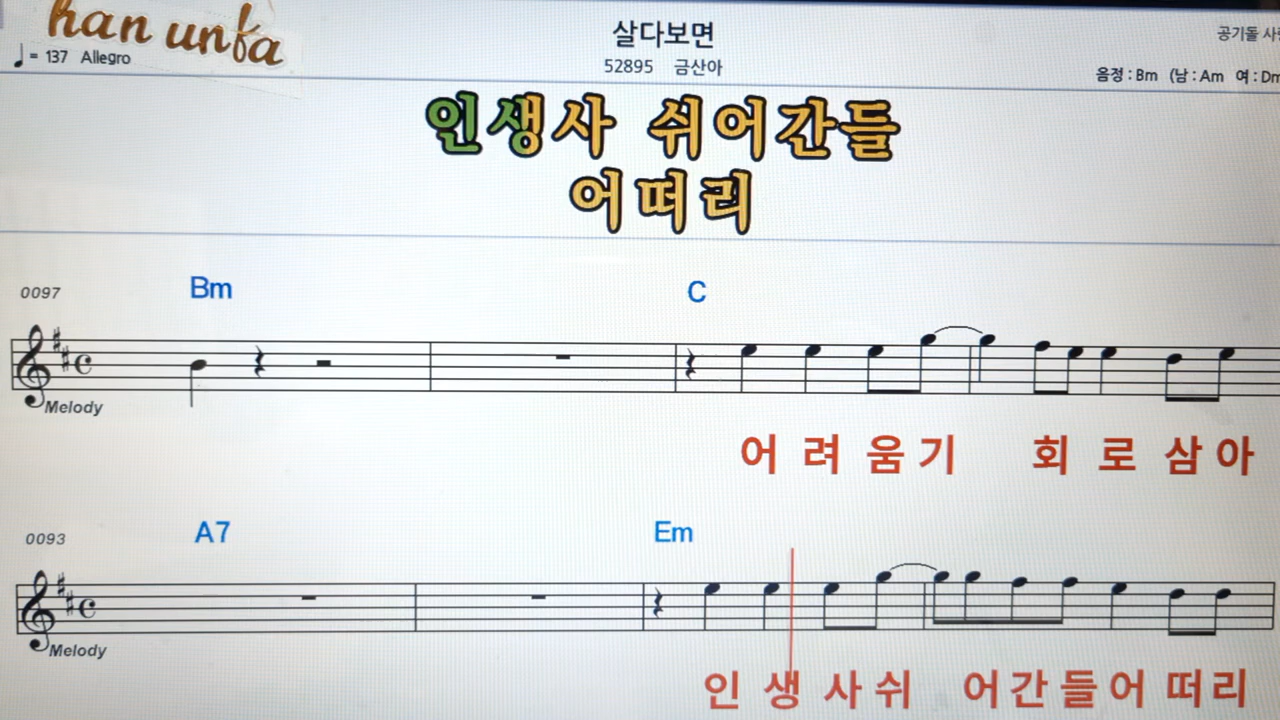 han unfa
♩= 137 Allegro
살다보면
52895 금산아
공기돌
음정 : Bm (남 : Am 여 : Dm
인생사 쉬어간들
어떠리
0097
Bm
C
Melody
어 려 움 기 회 로 삼 아
0093
A7
Em
Melody
인 생 사 쉬 어 간 들 어 떠 리